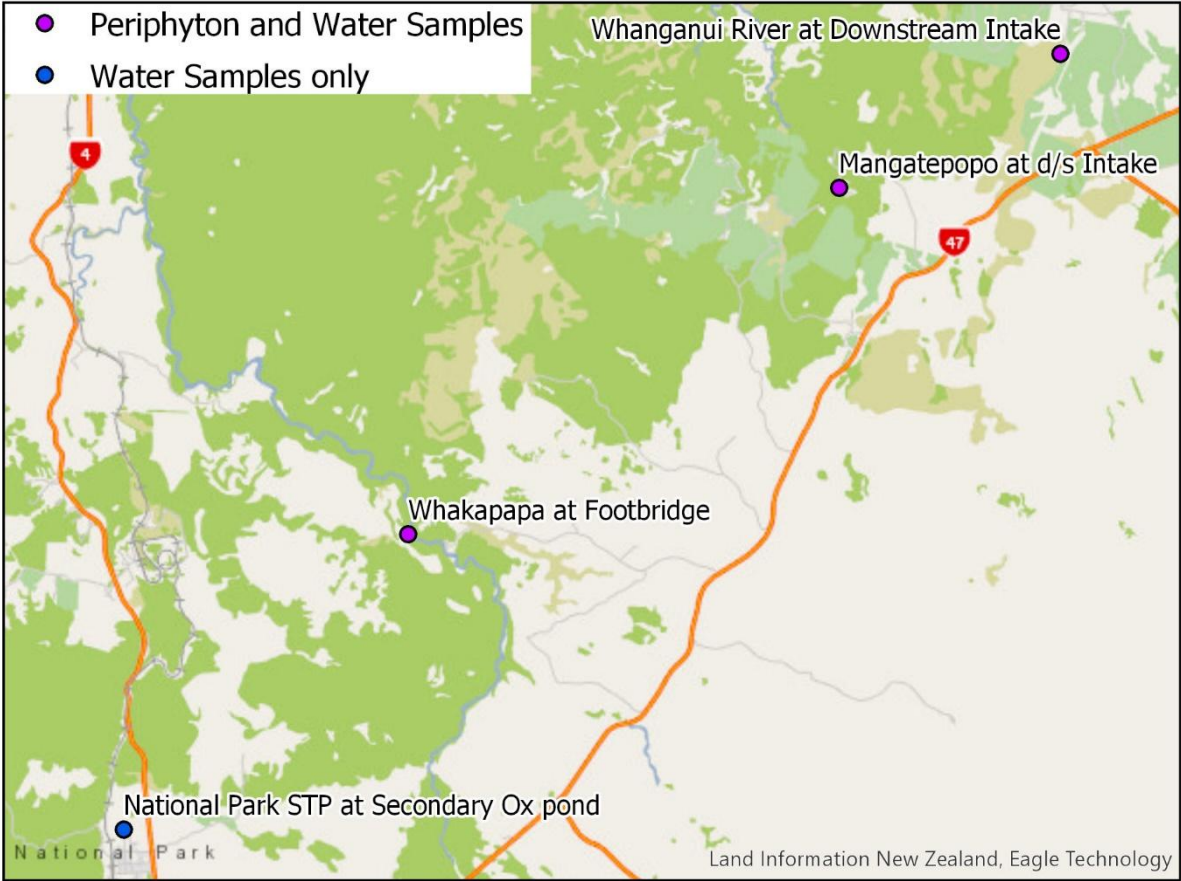 Periphyton and Water Samples
Water Samples only
Whanganui River at Downstream Intake
4
Mangatepopo at d/s Intake
47
Whakapapa at Footbridge
National Park STP at Secondary Ox pond
National Park
Land Information New Zealand, Eagle Technology